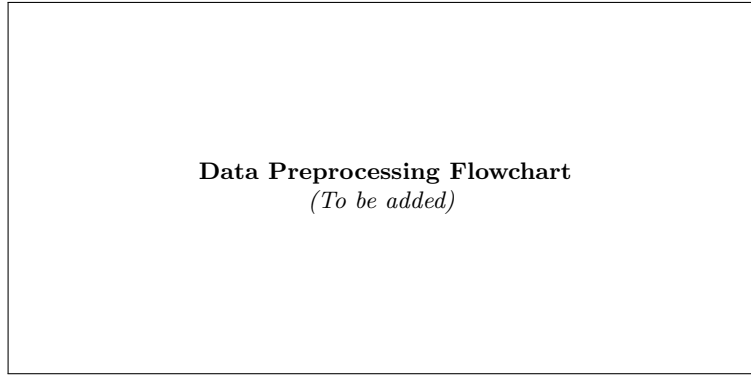 Data Preprocessing Flowchart
(To be added)